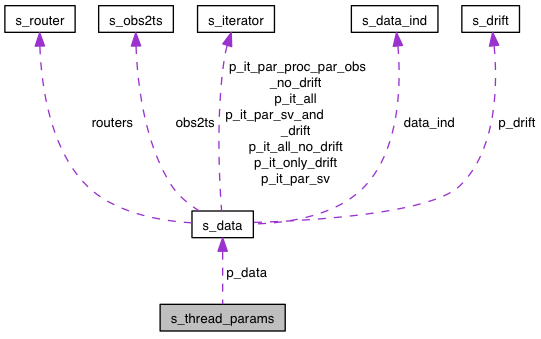 s_router
s_obs2ts
s_iterator
s_data_ind
s_drift
p_it_par_proc_par_obs
_no_drift
p_it_all
p_it_par_sv_and
_drift
p_it_all_no_drift
p_it_only_drift
p_it_par_sv
routers
obs2ts
data_ind
p_drift
s_data
p_data
s_thread_params